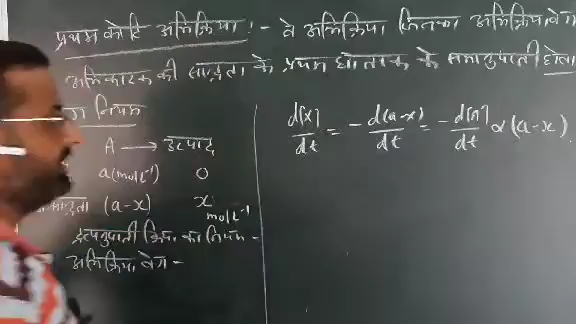 प्रथम कोटि अभिक्रिया :- वे अभिक्रिया जिनका अभिक्रिया वेग
अभिकारक की सान्द्रता के प्रथम घातांक के समानुपाती होता
नियम
A → उत्पाद
a(mol L⁻¹) 0
(a-x) x mol L⁻¹
द्रव्यानुपाती क्रिया का नियम -
अभिक्रिया वेग -
d[x]/dt = - d(a-x)/dt = - d[A]/dt ∝ (a-x).